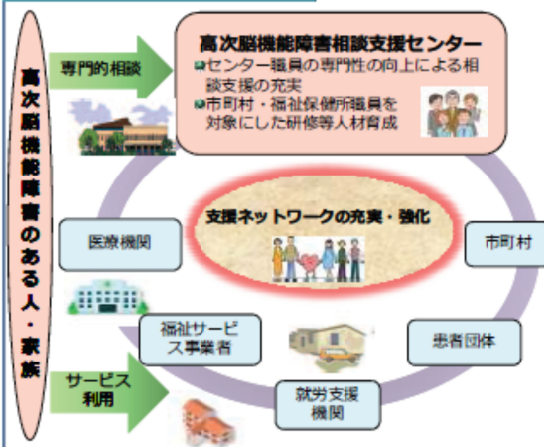 高次脳機能障害のある人・家族
専門的相談
高次脳機能障害相談支援センター
センター職員の専門性の向上による相
談支援の充実
市町村・福祉保健所職員を
対象にした研修等人材育成
支援ネットワークの充実・強化
医療機関
市町村
福祉サービ
ス事業者
患者団体
就労支援
機関
サービス
利用